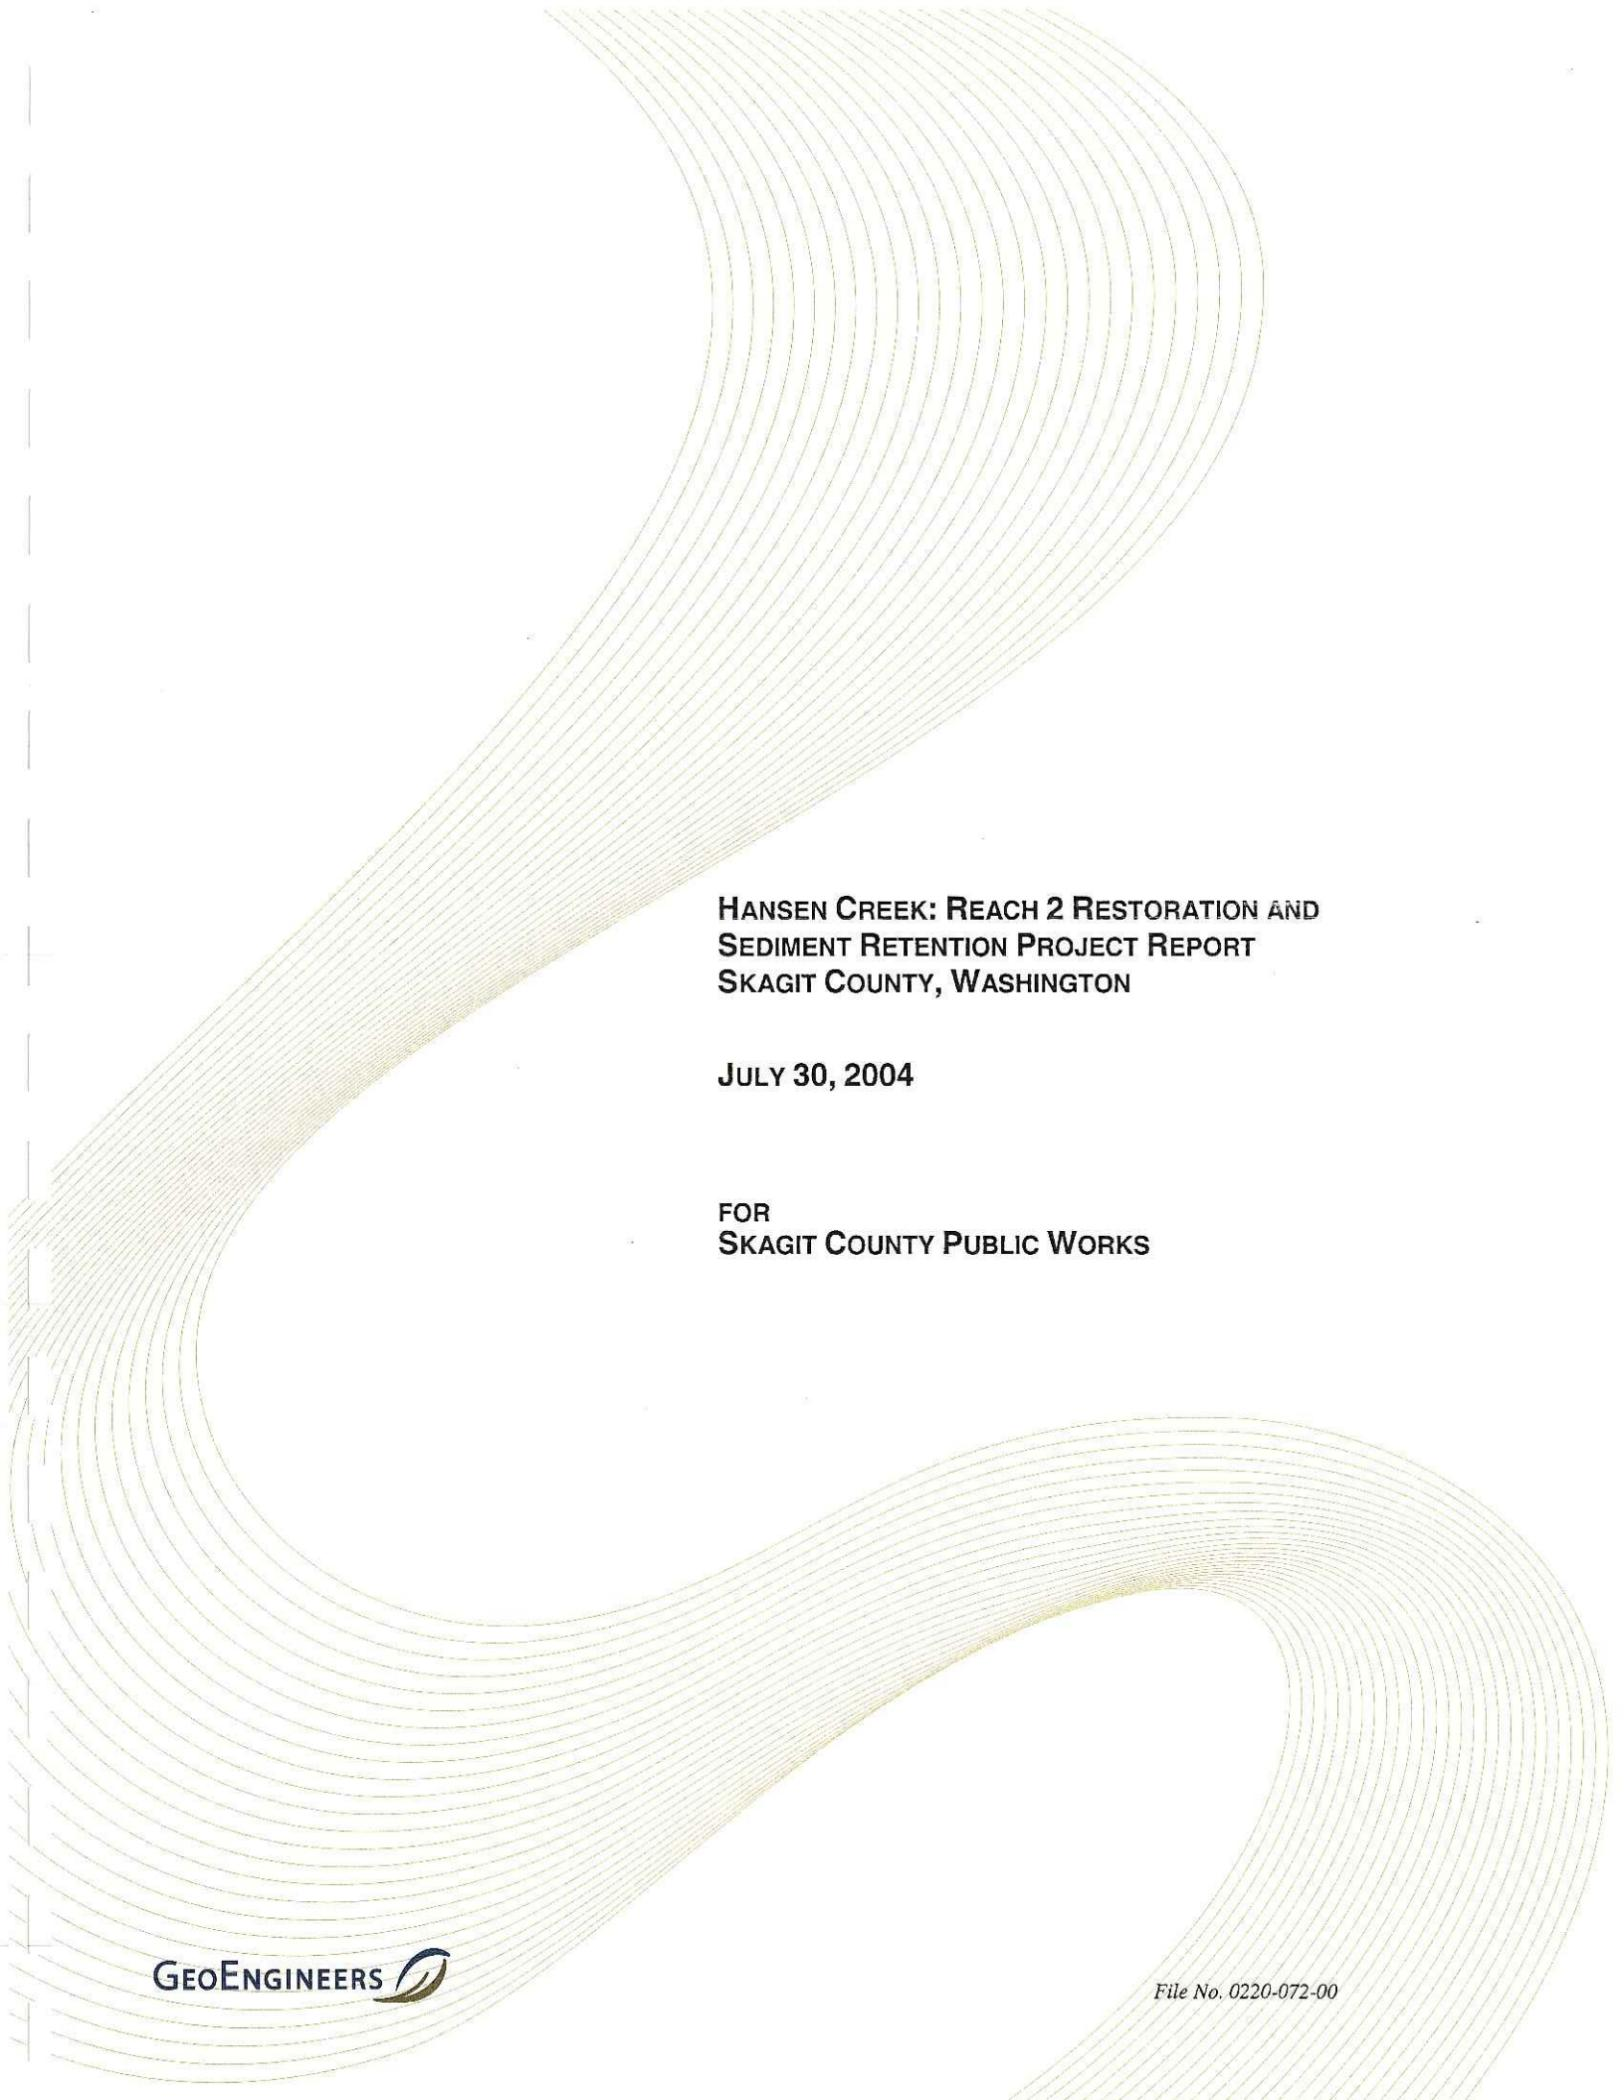 HANSEN CREEK: REACH 2 RESTORATION AND
SEDIMENT RETENTION PROJECT REPORT
SKAGIT COUNTY, WASHINGTON
JULY 30, 2004
FOR
SKAGIT COUNTY PUBLIC WORKS
GEOENGINEERS
File No. 0220-072-00